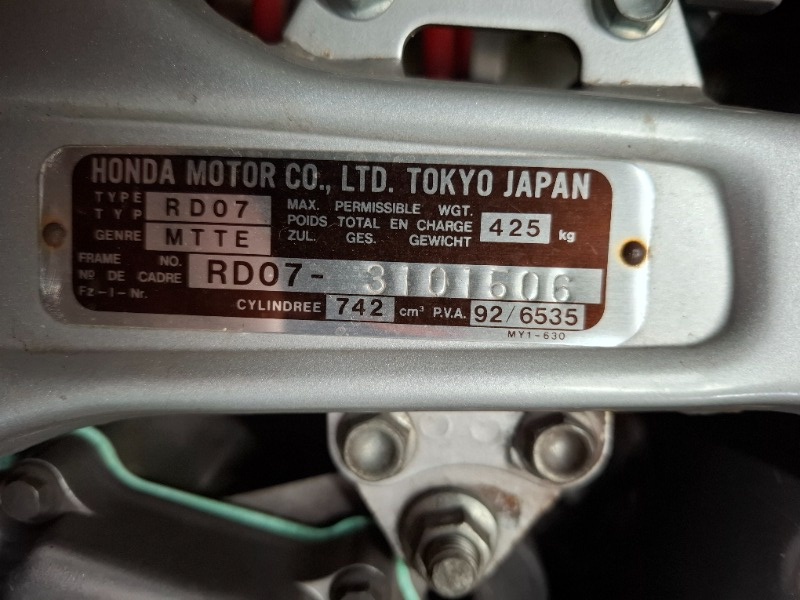 HONDA MOTOR CO., LTD. TOKYO JAPAN
TYPE
TYP RD07
GENRE MTTE
MAX. PERMISSIBLE WGT.
POIDS TOTAL EN CHARGE 425 kg
ZUL. GES. GEWICHT
FRAME NO.
Nº DE CADRE RD07- 3101606
Fz-I-Nr.
CYLINDREE 742 cm³ P.V.A. 92/6535
MY1-630